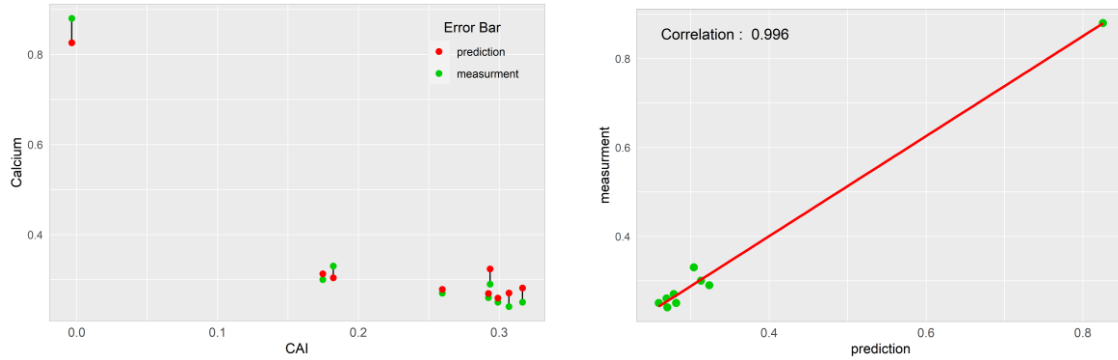 Error Bar
prediction
measurment
0.8
0.6
0.4
Calcium
0.0 0.1 0.2 0.3
CAI
Correlation : 0.996
0.8
0.6
0.4
measurment
0.4 0.6 0.8
prediction